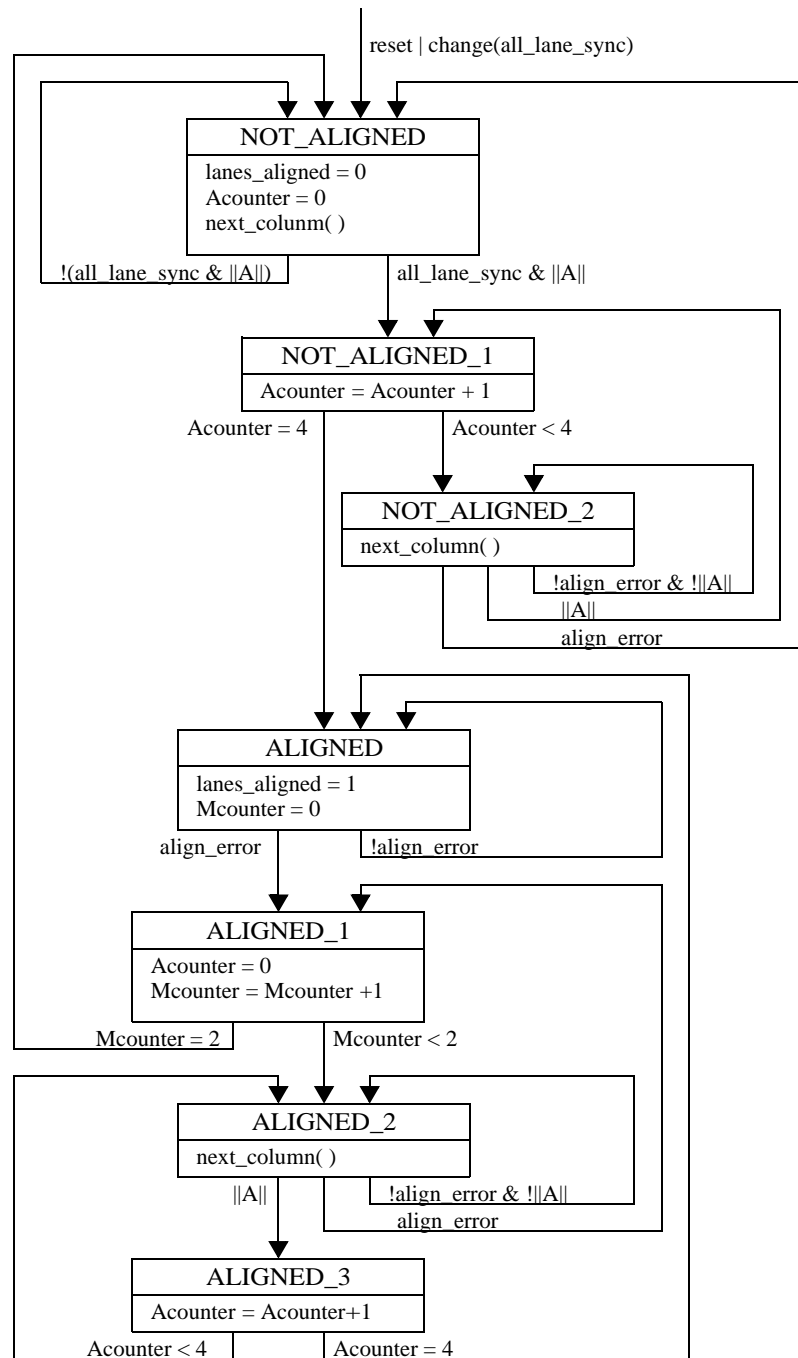 reset | change(all_lane_sync)
NOT_ALIGNED
lanes_aligned = 0
Acounter = 0
next_colunm( )
!(all_lane_sync & ||A||)
all_lane_sync & ||A||
NOT_ALIGNED_1
Acounter = Acounter + 1
Acounter = 4
Acounter < 4
NOT_ALIGNED_2
next_column( )
!align_error & !||A||
||A||
align_error
ALIGNED
lanes_aligned = 1
Mcounter = 0
align_error
!align_error
ALIGNED_1
Acounter = 0
Mcounter = Mcounter +1
Mcounter = 2
Mcounter < 2
ALIGNED_2
next_column( )
||A||
!align_error & !||A||
align_error
ALIGNED_3
Acounter = Acounter+1
Acounter < 4
Acounter = 4